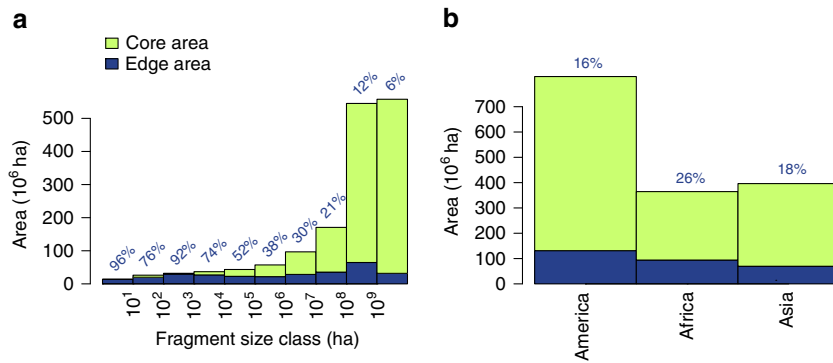 a
Core area
Edge area
Area (10⁶ ha)
500
400
300
200
100
0
96% 76% 92% 74% 52% 38% 30% 21% 12% 6%
10¹ 10² 10³ 10⁴ 10⁵ 10⁶ 10⁷ 10⁸ 10⁹
Fragment size class (ha)
b
Area (10⁶ ha)
700
600
500
400
300
200
100
0
16% 26% 18%
America Africa Asia